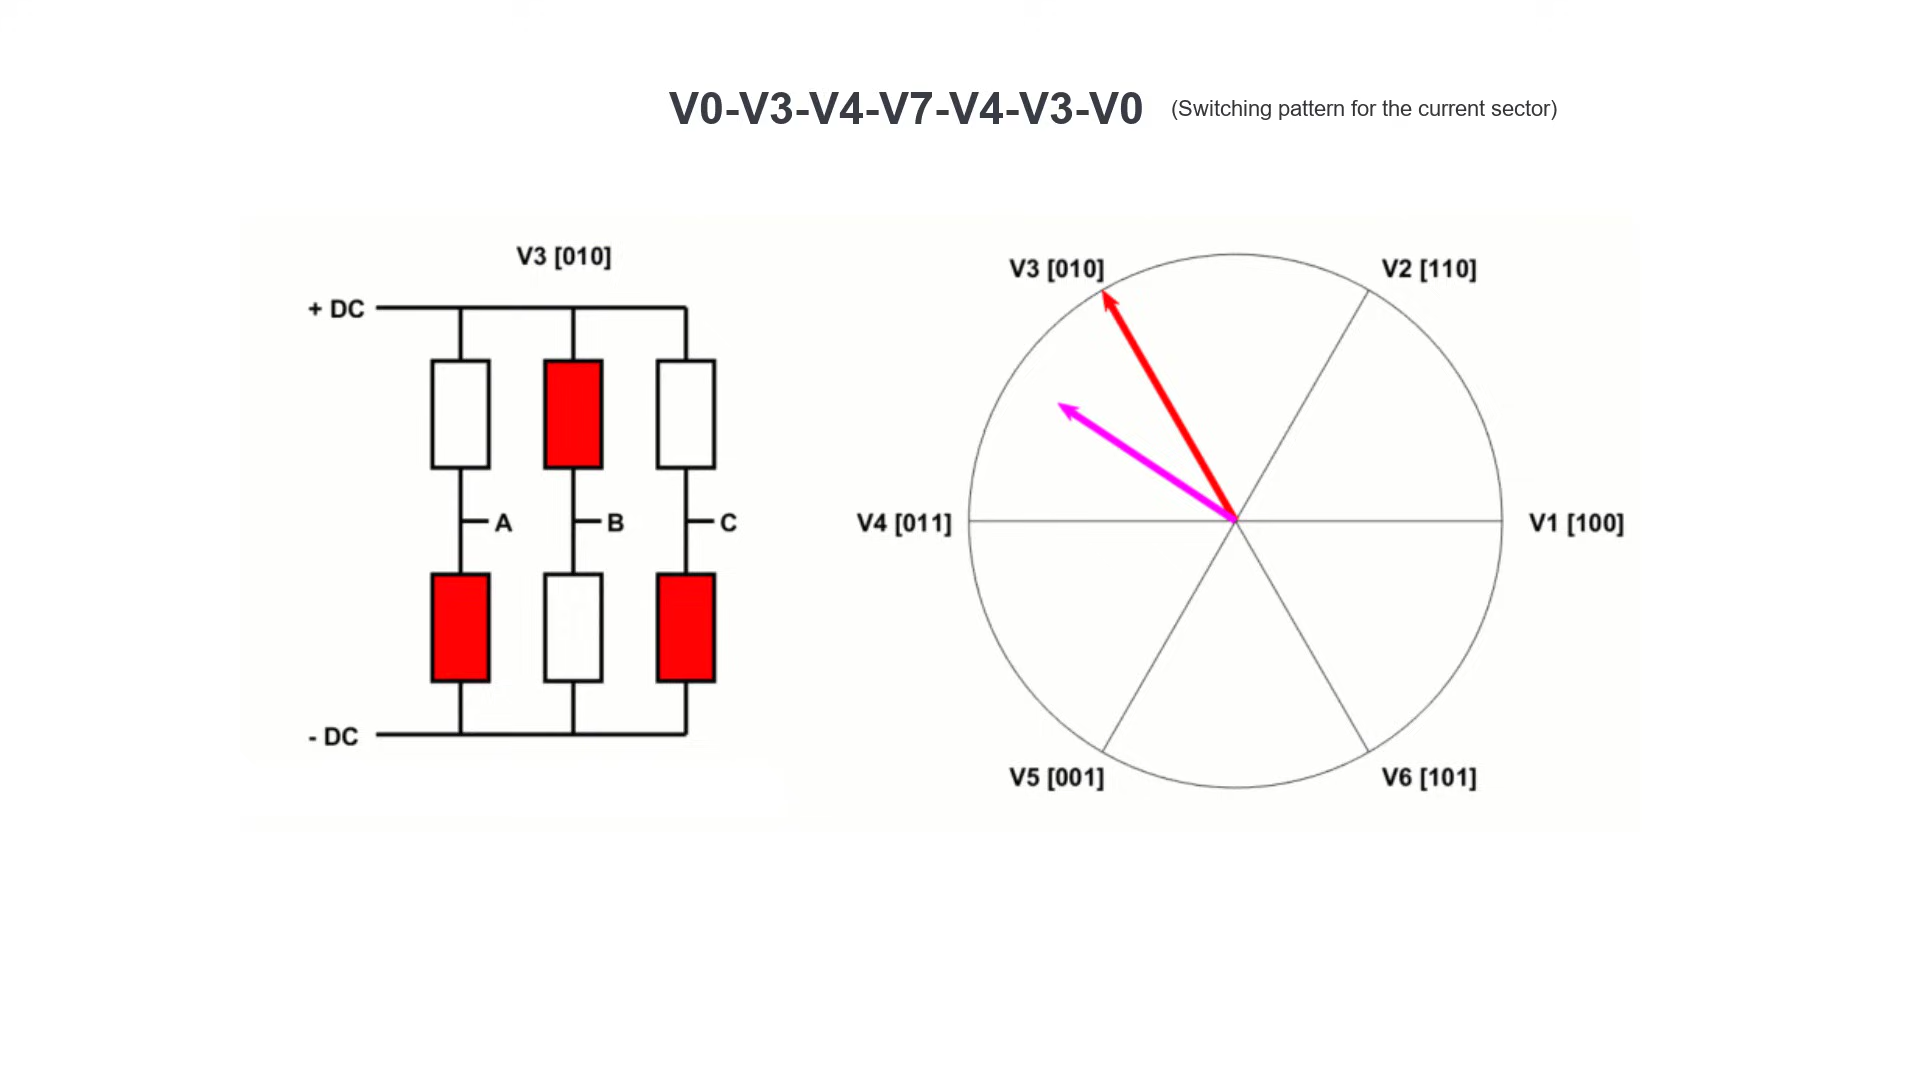 V0-V3-V4-V7-V4-V3-V0 (Switching pattern for the current sector)
V3 [010]
+ DC
A
B
C
- DC
V3 [010]
V2 [110]
V4 [011]
V1 [100]
V5 [001]
V6 [101]